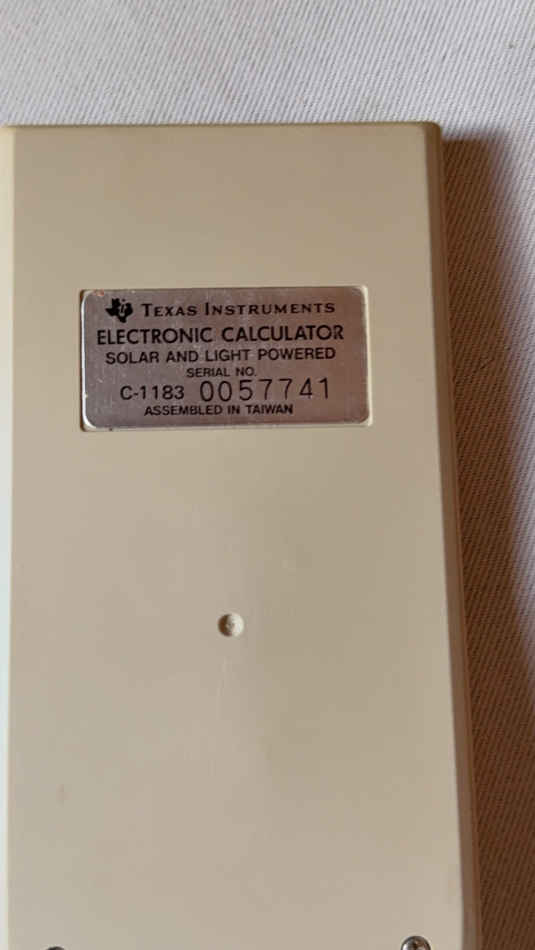 TEXAS INSTRUMENTS
ELECTRONIC CALCULATOR
SOLAR AND LIGHT POWERED
SERIAL NO.
C-1183 0057741
ASSEMBLED IN TAIWAN